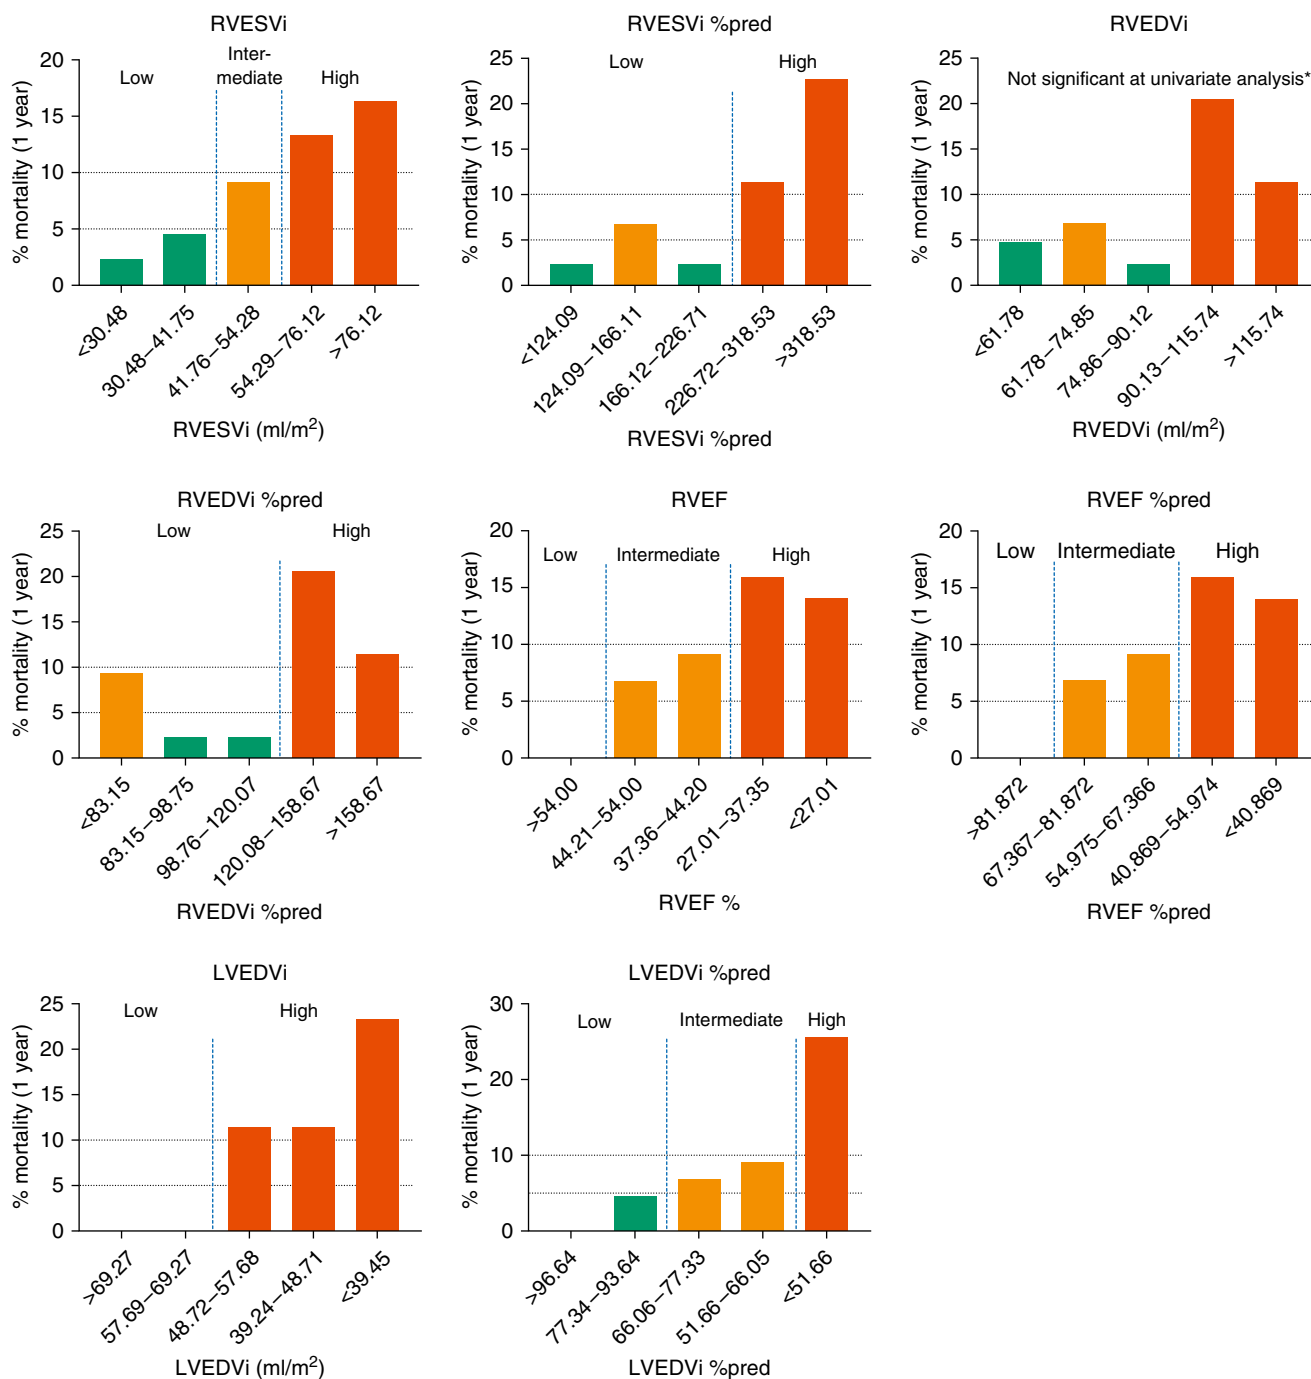 RVESVi
% mortality (1 year)
20
15
10
5
0
Low
Inter-
mediate
High
<30.48
30.48–41.75
41.76–54.28
54.29–76.12
>76.12
RVESVi (ml/m²)
RVESVi %pred
% mortality (1 year)
25
20
15
10
5
0
Low
High
<124.09
124.09–166.11
166.12–226.71
226.72–318.53
>318.53
RVESVi %pred
RVEDVi
% mortality (1 year)
25
20
15
10
5
0
Not significant at univariate analysis*
<61.78
61.78–74.85
74.86–90.12
90.13–115.74
>115.74
RVEDVi (ml/m²)
RVEDVi %pred
% mortality (1 year)
25
20
15
10
5
0
Low
High
<83.15
83.15–98.75
98.76–120.07
120.08–158.67
>158.67
RVEDVi %pred
RVEF
% mortality (1 year)
20
15
10
5
0
Low
Intermediate
High
>54.00
44.21–54.00
37.36–44.20
27.01–37.35
<27.01
RVEF %
RVEF %pred
% mortality (1 year)
20
15
10
5
0
Low
Intermediate
High
>81.872
67.367–81.872
54.975–67.366
40.869–54.974
<40.869
RVEF %pred
LVEDVi
% mortality (1 year)
25
20
15
10
5
0
Low
High
>69.27
57.69–69.27
48.72–57.68
39.24–48.71
<39.45
LVEDVi (ml/m²)
LVEDVi %pred
% mortality (1 year)
30
25
20
15
10
5
0
Low
Intermediate
High
>96.64
77.34–93.64
66.06–77.33
51.66–66.05
<51.66
LVEDVi %pred